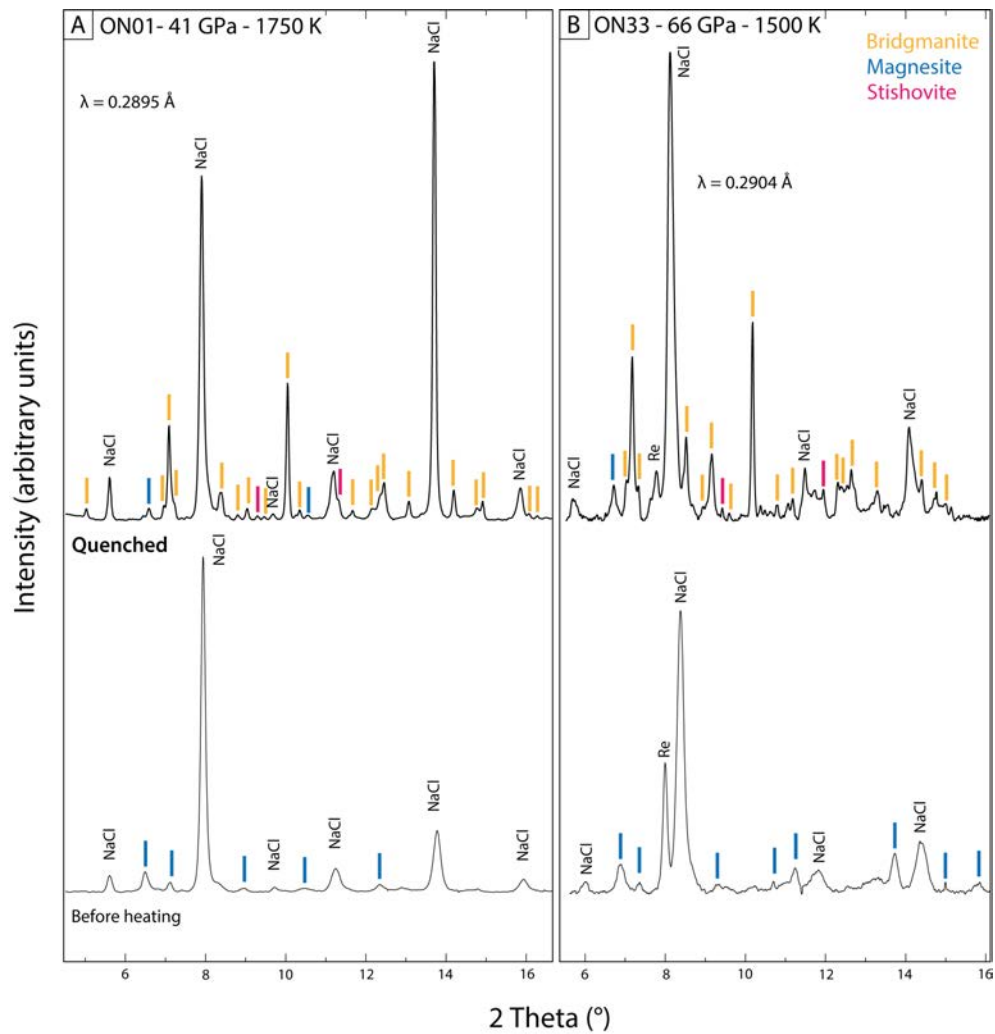 A ON01- 41 GPa - 1750 K
NaCl
λ = 0.2895 Å
NaCl
NaCl
NaCl
NaCl
NaCl
Quenched
NaCl
NaCl
NaCl
NaCl
NaCl
NaCl
Before heating
6 8 10 12 14 16
B ON33 - 66 GPa - 1500 K
NaCl
Bridgmanite
Magnesite
Stishovite
λ = 0.2904 Å
NaCl
Re
NaCl
NaCl
NaCl
Re
NaCl
NaCl
NaCl
6 8 10 12 14 16
Intensity (arbitrary units)
2 Theta (°)